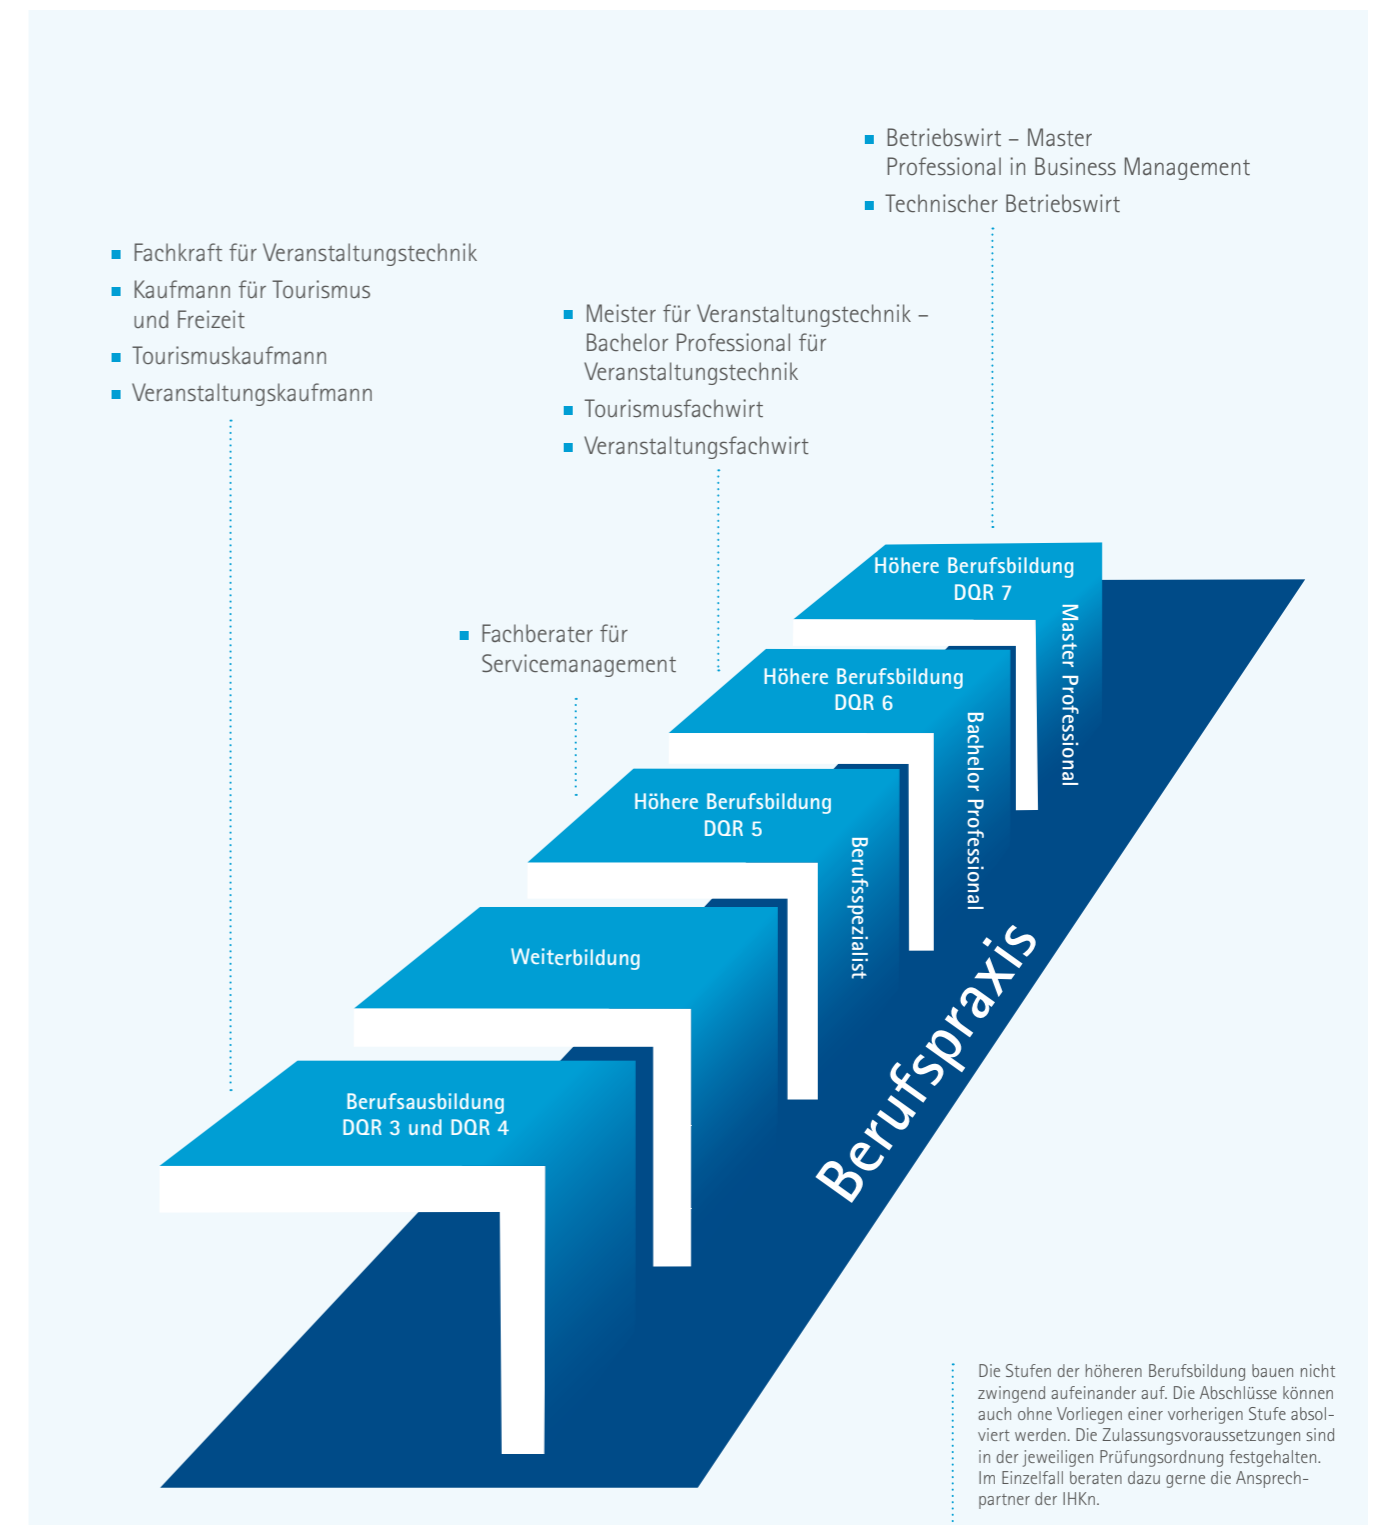 Betriebswirt – Master
Professional in Business Management
Technischer Betriebswirt
Fachkraft für Veranstaltungstechnik
Kaufmann für Tourismus
und Freizeit
Tourismuskaufmann
Veranstaltungskaufmann
Meister für Veranstaltungstechnik –
Bachelor Professional für
Veranstaltungstechnik
Tourismusfachwirt
Veranstaltungsfachwirt
Fachberater für
Servicemanagement
Höhere Berufsbildung
DQR 7
Master Professional
Höhere Berufsbildung
DQR 6
Bachelor Professional
Höhere Berufsbildung
DQR 5
Berufsspezialist
Weiterbildung
Berufsausbildung
DQR 3 und DQR 4
Berufspraxis
Die Stufen der höheren Berufsbildung bauen nicht
zwingend aufeinander auf. Die Abschlüsse können
auch ohne Vorliegen einer vorherigen Stufe absol-
viert werden. Die Zulassungsvoraussetzungen sind
in der jeweiligen Prüfungsordnung festgehalten.
Im Einzelfall beraten dazu gerne die Ansprech-
partner der IHKn.